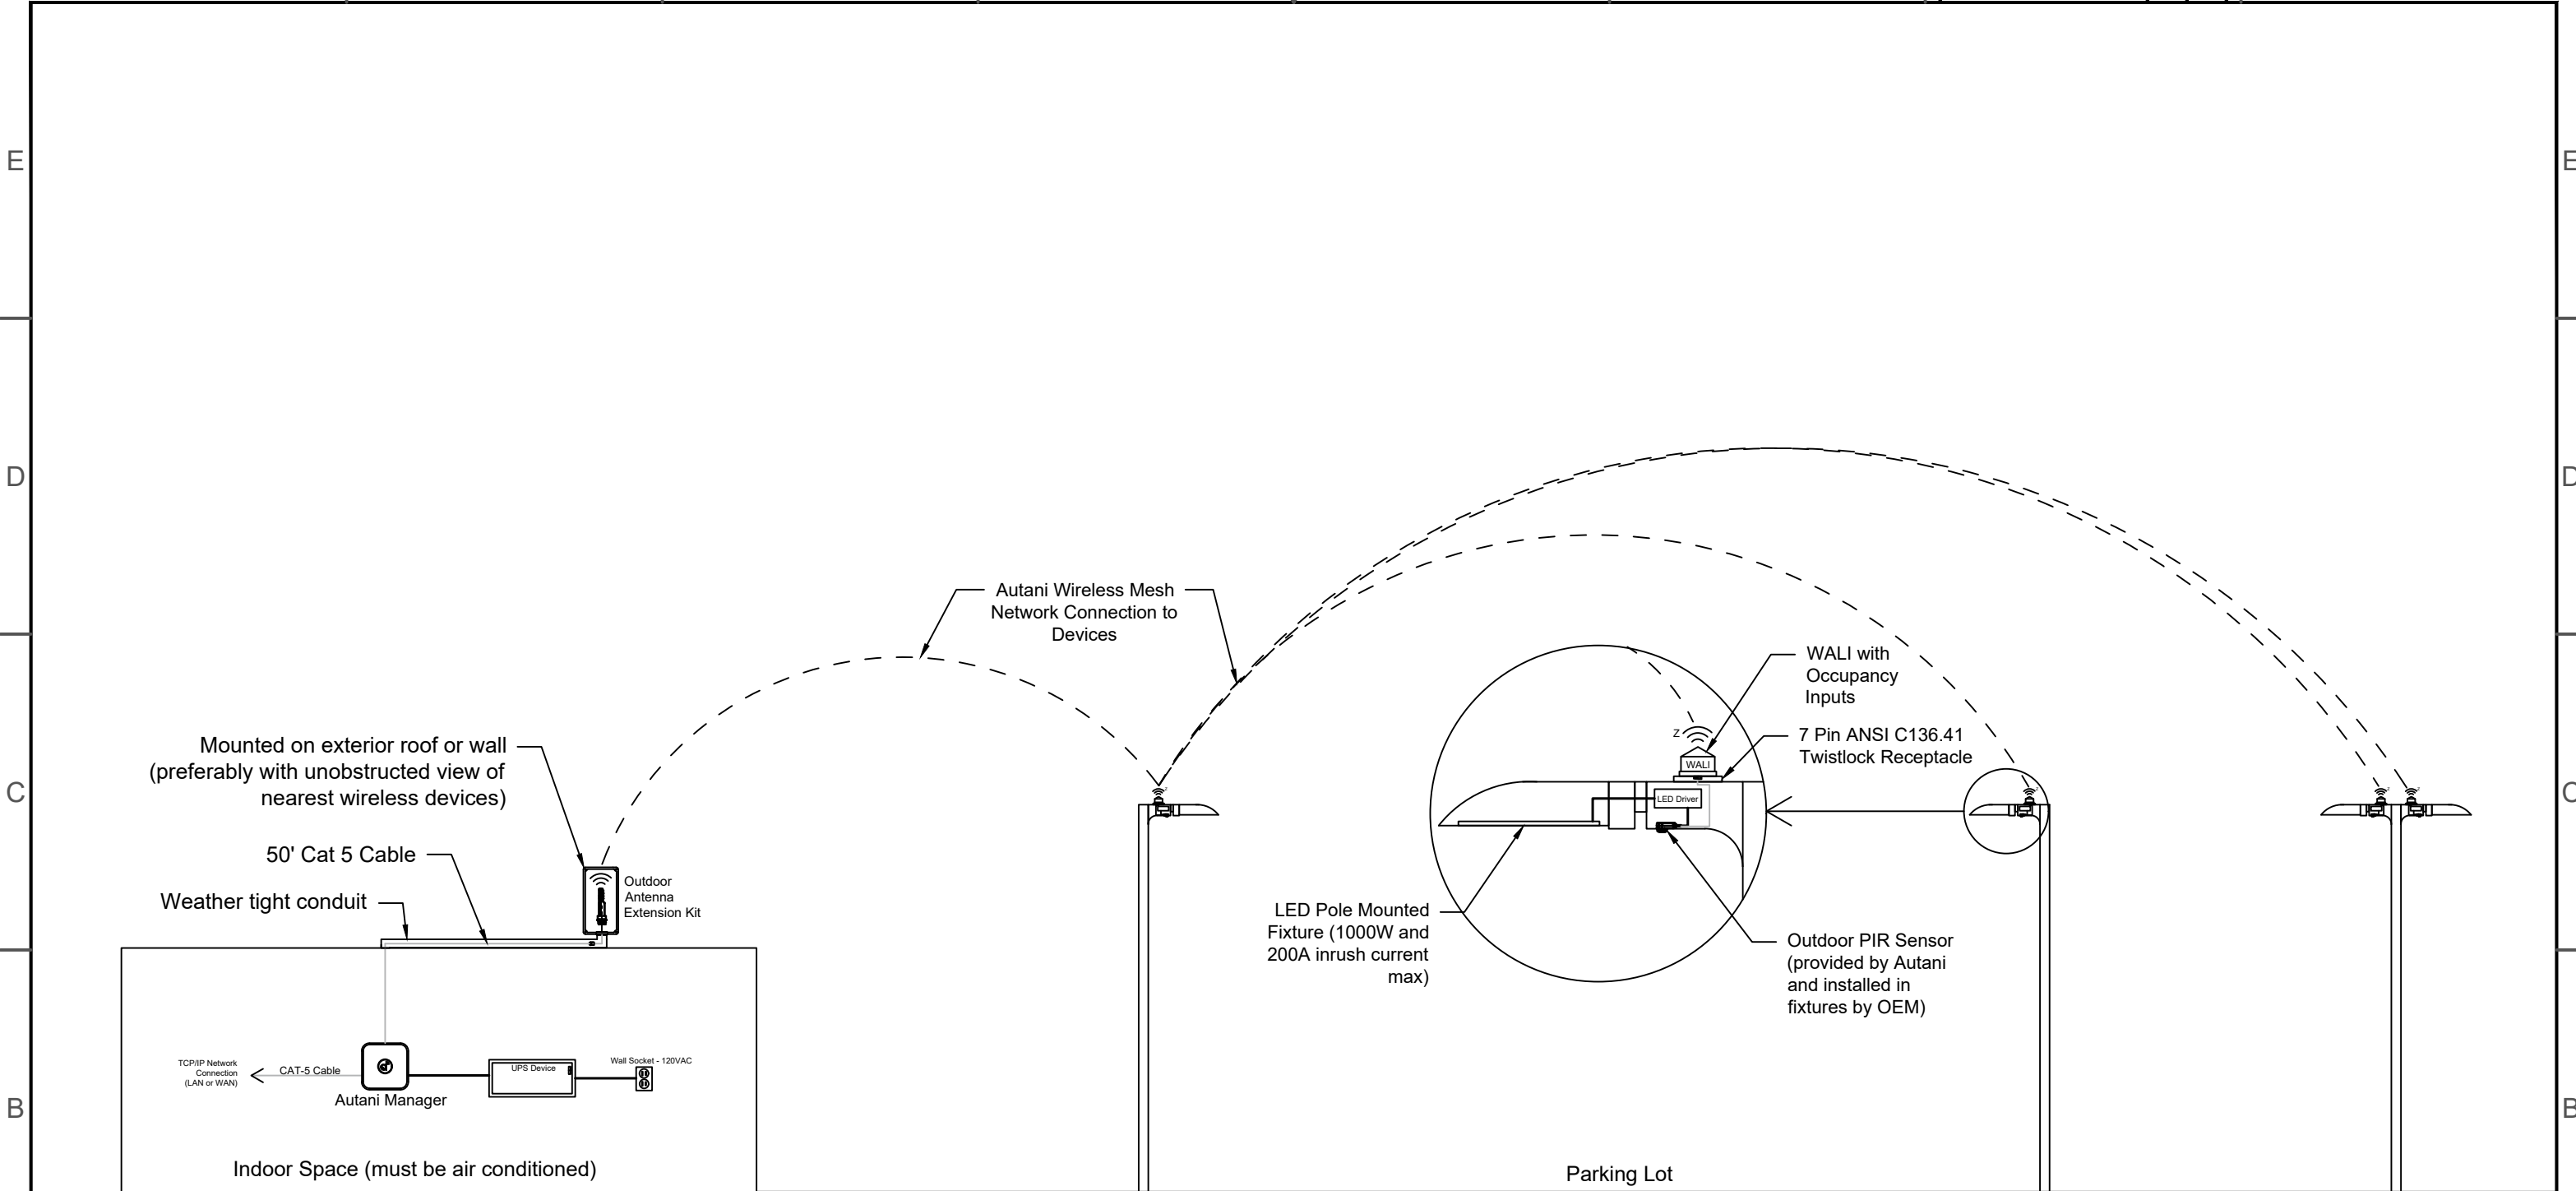 E
E
D
D
Autani Wireless Mesh
Network Connection to
Devices
WALI with
Occupancy
Inputs
Z
7 Pin ANSI C136.41
Twistlock Receptacle
WALI
LED Driver
Mounted on exterior roof or wall
(preferably with unobstructed view of
nearest wireless devices)
C
C
50' Cat 5 Cable
Weather tight conduit
Outdoor
Antenna
Extension Kit
LED Pole Mounted
Fixture (1000W and
200A inrush current
max)
Outdoor PIR Sensor
(provided by Autani
and installed in
fixtures by OEM)
TCP/IP Network
Connection
(LAN or WAN)
CAT-5 Cable
Autani Manager
UPS Device
Wall Socket - 120VAC
B
B
Indoor Space (must be air conditioned)
Parking Lot